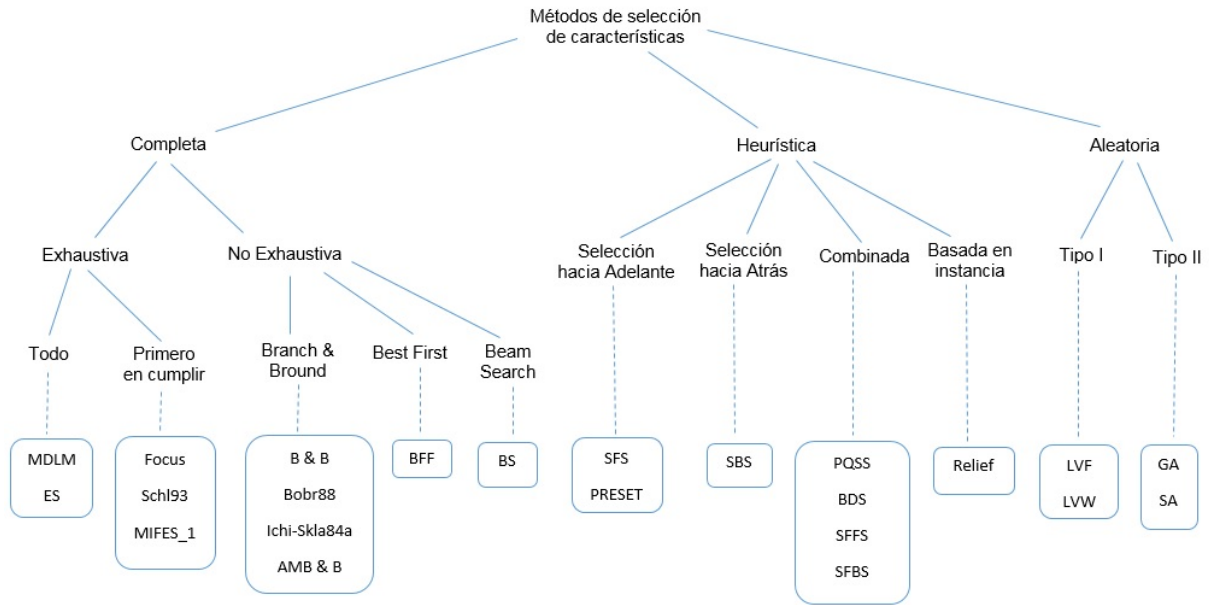 Métodos de selección
de características
Completa
Heurística
Aleatoria
Exhaustiva
No Exhaustiva
Selección
hacia Adelante
Selección
hacia Atrás
Combinada
Basada en
instancia
Tipo I
Tipo II
Todo
Primero
en cumplir
Branch &
Bround
Best First
Beam
Search
MDLM
ES
Focus
Schl93
MIFES_1
B & B
Bobr88
Ichi-Skla84a
AMB & B
BFF
BS
SFS
PRESET
SBS
PQSS
BDS
SFFS
SFBS
Relief
LVF
LVW
GA
SA